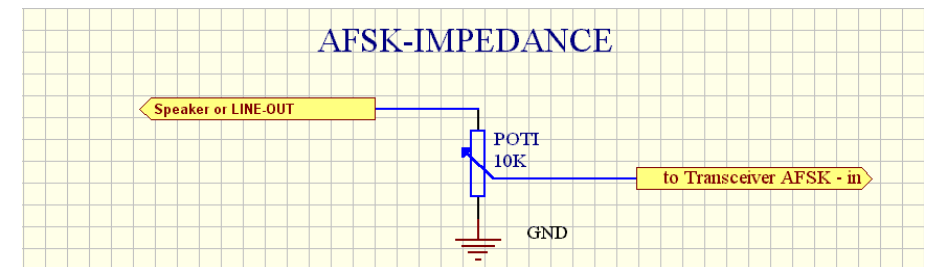 AFSK-IMPEDANCE
Speaker or LINE-OUT
POTI
10K
to Transceiver AFSK - in
GND